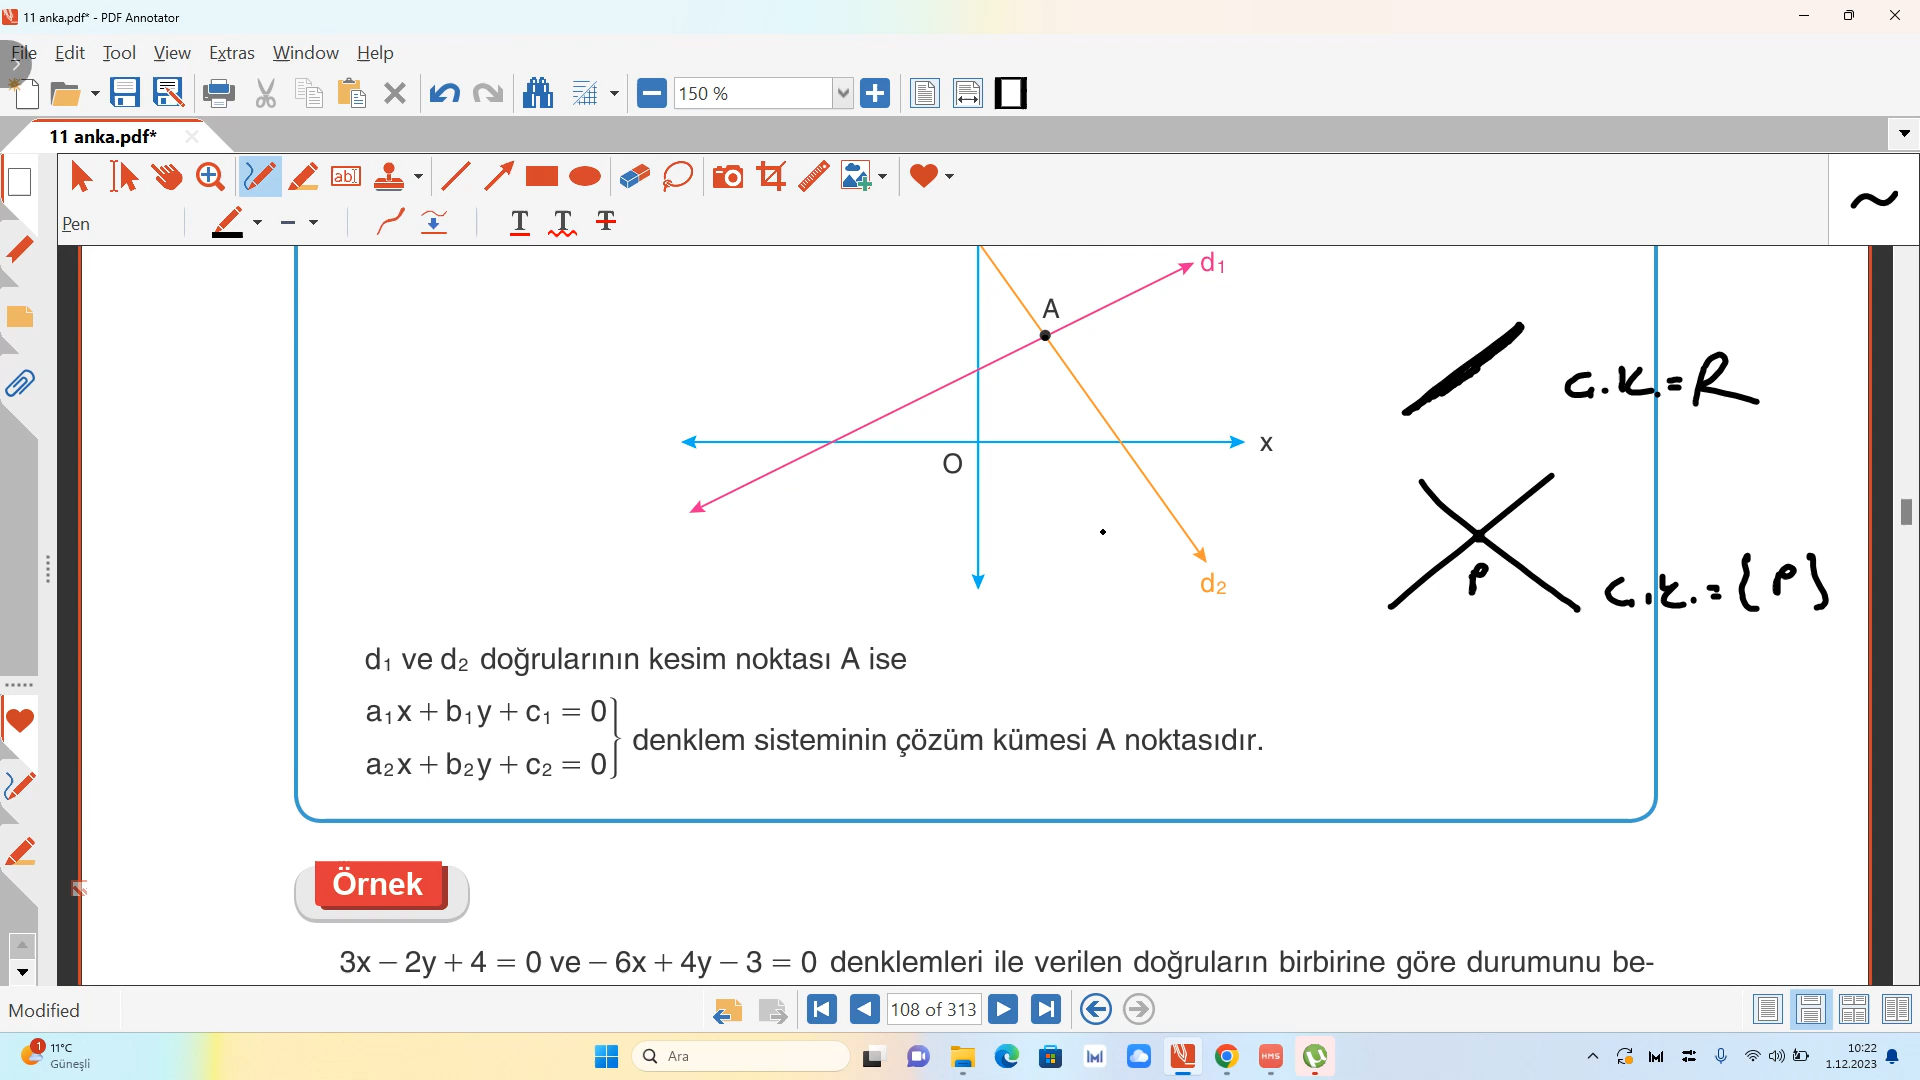 11 anka.pdf* - PDF Annotator
File Edit Tool View Extras Window Help
150 %
11 anka.pdf*
Pen
d1
A
x
O
d2
Ç.K.=R
P
Ç.K.={P}
d1 ve d2 doğrularının kesim noktası A ise
a1x + b1y + c1 = 0
a2x + b2y + c2 = 0
denklem sisteminin çözüm kümesi A noktasıdır.
Örnek
3x − 2y + 4 = 0 ve − 6x + 4y − 3 = 0 denklemleri ile verilen doğruların birbirine göre durumunu be-
Modified
108 of 313
1
11°C
Güneşli
Ara
HMS
10:22
1.12.2023